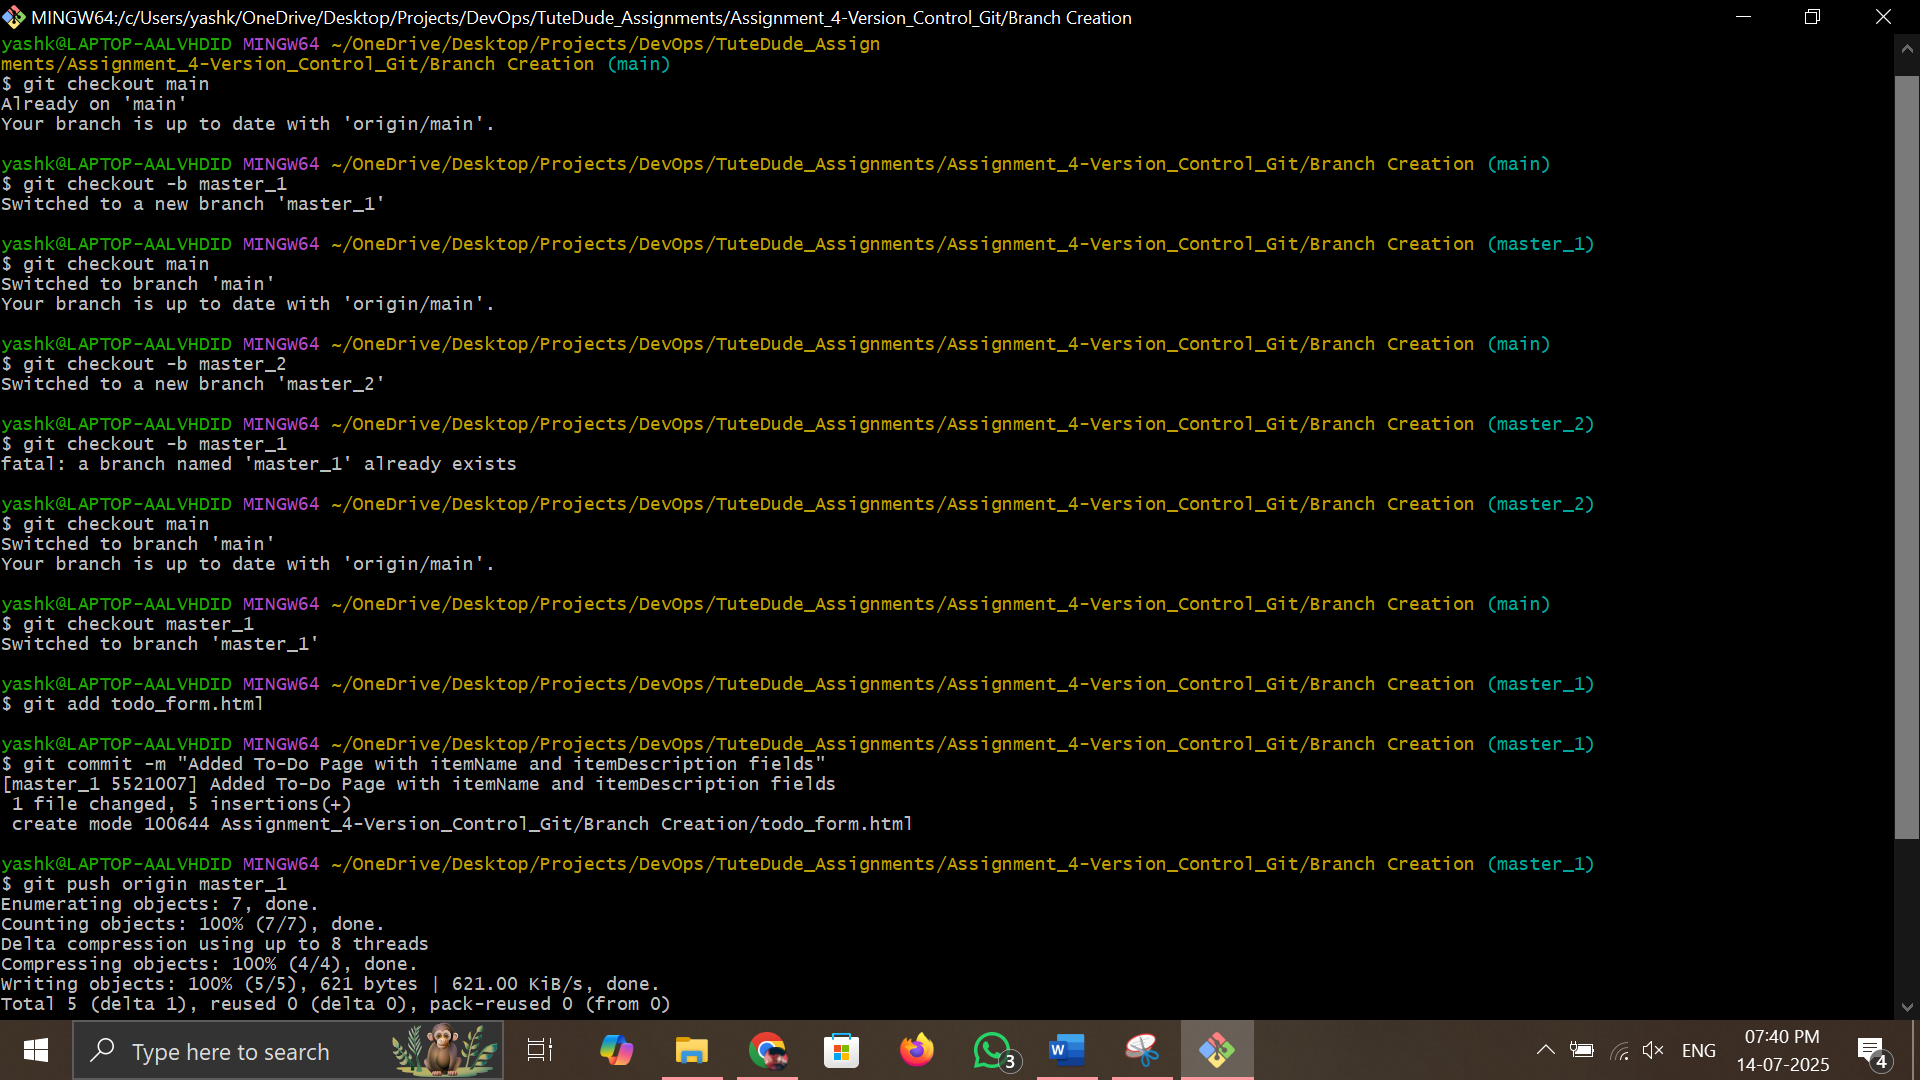 MINGW64:/c/Users/yashk/OneDrive/Desktop/Projects/DevOps/TuteDude_Assignments/Assignment_4-Version_Control_Git/Branch Creation
yashk@LAPTOP-AALVHDID MINGW64 ~/OneDrive/Desktop/Projects/DevOps/TuteDude_Assign
ments/Assignment_4-Version_Control_Git/Branch Creation (main)
$ git checkout main
Already on 'main'
Your branch is up to date with 'origin/main'.
yashk@LAPTOP-AALVHDID MINGW64 ~/OneDrive/Desktop/Projects/DevOps/TuteDude_Assignments/Assignment_4-Version_Control_Git/Branch Creation (main)
$ git checkout -b master_1
Switched to a new branch 'master_1'
yashk@LAPTOP-AALVHDID MINGW64 ~/OneDrive/Desktop/Projects/DevOps/TuteDude_Assignments/Assignment_4-Version_Control_Git/Branch Creation (master_1)
$ git checkout main
Switched to branch 'main'
Your branch is up to date with 'origin/main'.
yashk@LAPTOP-AALVHDID MINGW64 ~/OneDrive/Desktop/Projects/DevOps/TuteDude_Assignments/Assignment_4-Version_Control_Git/Branch Creation (main)
$ git checkout -b master_2
Switched to a new branch 'master_2'
yashk@LAPTOP-AALVHDID MINGW64 ~/OneDrive/Desktop/Projects/DevOps/TuteDude_Assignments/Assignment_4-Version_Control_Git/Branch Creation (master_2)
$ git checkout -b master_1
fatal: a branch named 'master_1' already exists
yashk@LAPTOP-AALVHDID MINGW64 ~/OneDrive/Desktop/Projects/DevOps/TuteDude_Assignments/Assignment_4-Version_Control_Git/Branch Creation (master_2)
$ git checkout main
Switched to branch 'main'
Your branch is up to date with 'origin/main'.
yashk@LAPTOP-AALVHDID MINGW64 ~/OneDrive/Desktop/Projects/DevOps/TuteDude_Assignments/Assignment_4-Version_Control_Git/Branch Creation (main)
$ git checkout master_1
Switched to branch 'master_1'
yashk@LAPTOP-AALVHDID MINGW64 ~/OneDrive/Desktop/Projects/DevOps/TuteDude_Assignments/Assignment_4-Version_Control_Git/Branch Creation (master_1)
$ git add todo_form.html
yashk@LAPTOP-AALVHDID MINGW64 ~/OneDrive/Desktop/Projects/DevOps/TuteDude_Assignments/Assignment_4-Version_Control_Git/Branch Creation (master_1)
$ git commit -m "Added To-Do Page with itemName and itemDescription fields"
[master_1 5521007] Added To-Do Page with itemName and itemDescription fields
1 file changed, 5 insertions(+)
create mode 100644 Assignment_4-Version_Control_Git/Branch Creation/todo_form.html
yashk@LAPTOP-AALVHDID MINGW64 ~/OneDrive/Desktop/Projects/DevOps/TuteDude_Assignments/Assignment_4-Version_Control_Git/Branch Creation (master_1)
$ git push origin master_1
Enumerating objects: 7, done.
Counting objects: 100% (7/7), done.
Delta compression using up to 8 threads
Compressing objects: 100% (4/4), done.
Writing objects: 100% (5/5), 621 bytes | 621.00 KiB/s, done.
Total 5 (delta 1), reused 0 (delta 0), pack-reused 0 (from 0)
Type here to search
3
W
ENG
07:40 PM
14-07-2025
4